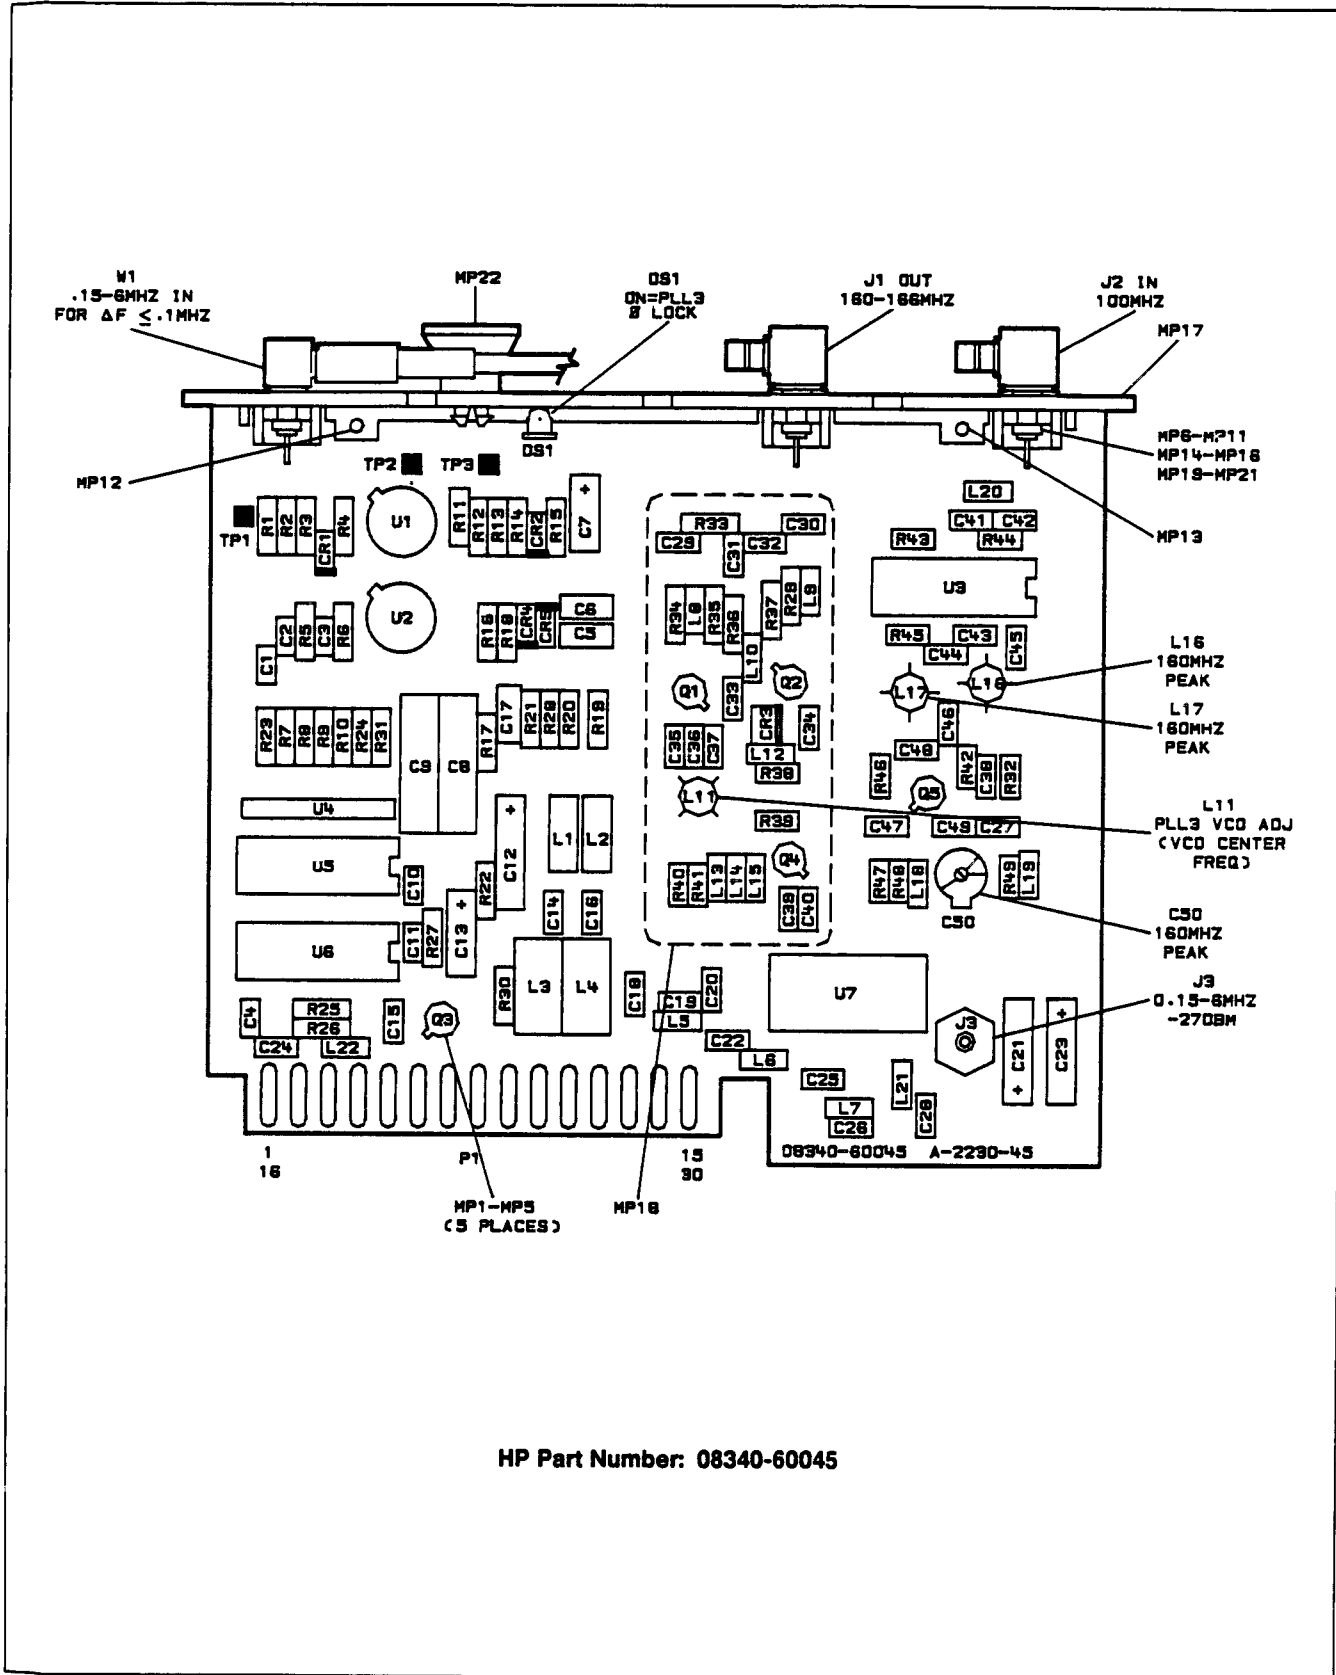 W1
.15-6MHZ IN
FOR ΔF ≤ .1MHZ
MP22
DS1
ON=PLL3
Ø LOCK
J1 OUT
160-166MHZ
J2 IN
100MHZ
MP17
MP12
DS1
MP6-MP11
MP14-MP16
MP19-MP21
MP13
TP2
TP3
TP1
R1
R2
R3
CR1
R4
U1
R11
R12
R13
R14
CR2
R15
C7
+
R33
C30
C29
C31
C32
L20
C41
C42
R43
R44
U3
C1
C2
R5
C3
R6
U2
R16
R18
CR4
CR5
C6
C5
R34
L8
R35
R36
L10
R37
R28
L9
R45
C43
C44
C45
L16
160MHZ
PEAK
Q1
C33
Q2
L17
L16
L17
160MHZ
PEAK
R23
R7
R8
R9
R10
R24
R31
C9
C8
R17
C17
R21
R29
R20
R19
C35
C36
C37
CR3
C34
L12
R38
C46
C48
R46
R42
C38
R32
Q5
U4
L11
R39
C47
C49
C27
L11
PLL3 VCO ADJ
(VCO CENTER
FREQ)
U5
C10
R22
C12
+
L1
L2
R40
R41
L13
L14
L15
Q4
R47
R48
L18
C50
R49
L19
C50
160MHZ
PEAK
U6
C11
R27
C13
+
C14
C16
C39
C40
C4
R25
R26
C24
L22
C15
Q3
R30
L3
L4
C18
C19
L5
C20
C22
L6
U7
J3
C21
+
C23
+
J3
0.15-6MHZ
-27DBM
C25
L7
C26
L21
C28
08340-60045 A-2230-45
1
16
P1
15
30
MP1-MP5
(5 PLACES)
MP18
HP Part Number: 08340-60045